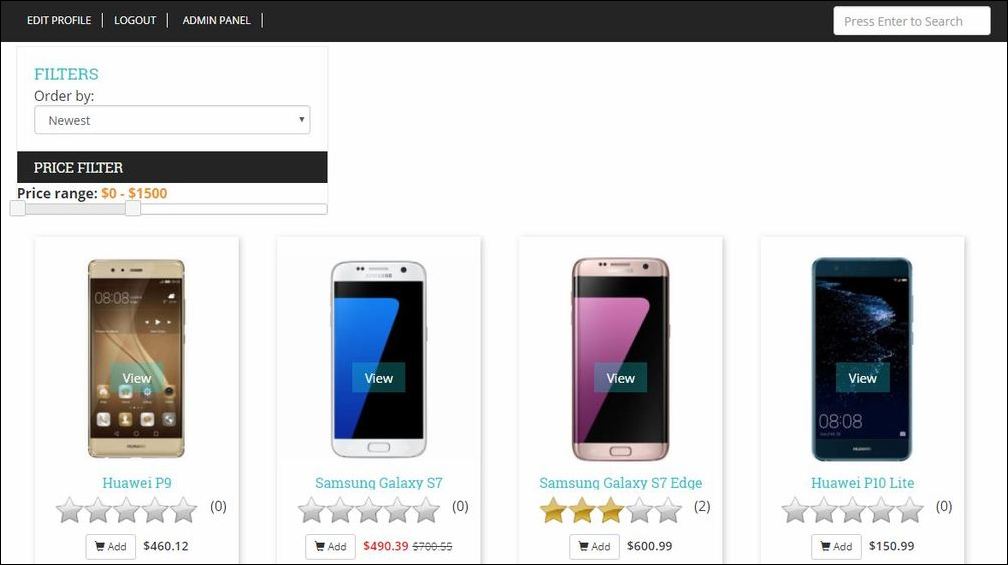 EDIT PROFILE LOGOUT ADMIN PANEL Press Enter to Search
FILTERS
Order by:
Newest
PRICE FILTER
Price range: $0 - $1500
08:08
SAMSUNG
View View View View
08:08
HUAWEI
Huawei P9 Samsung Galaxy S7 Samsung Galaxy S7 Edge Huawei P10 Lite
(0) (0) (2) (0)
Add $460.12 Add $490.39 $700.55 Add $600.99 Add $150.99